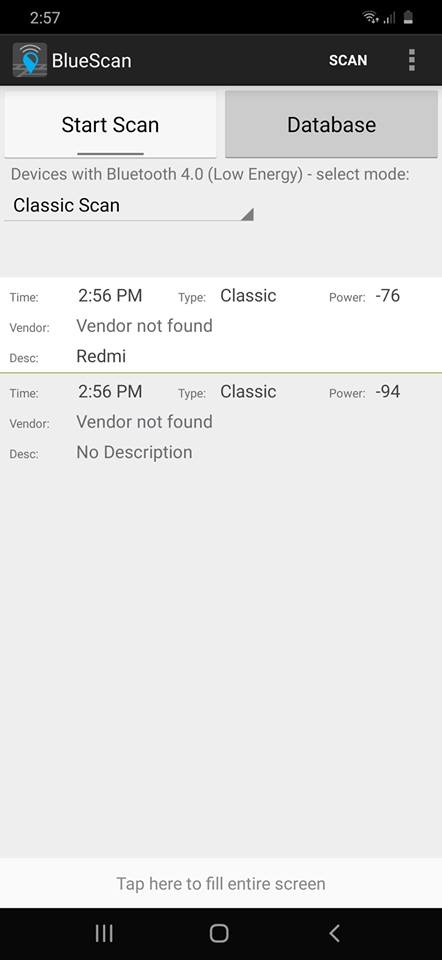 2:57
BlueScan SCAN
Start Scan Database
Devices with Bluetooth 4.0 (Low Energy) - select mode:
Classic Scan
Time: 2:56 PM Type: Classic Power: -76
Vendor: Vendor not found
Desc: Redmi
Time: 2:56 PM Type: Classic Power: -94
Vendor: Vendor not found
Desc: No Description
Tap here to fill entire screen